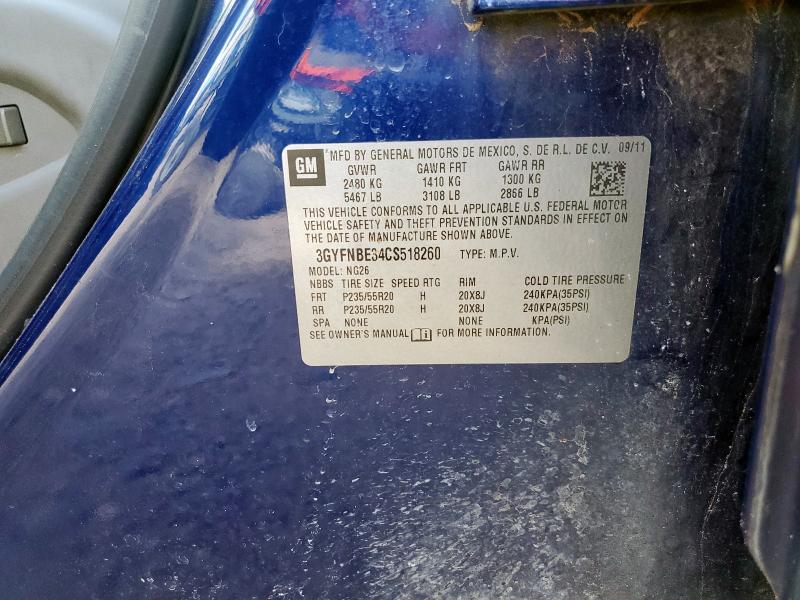 GM
MFD BY GENERAL MOTORS DE MEXICO, S. DE R.L. DE C.V. 09/11
GVWR GAWR FRT GAWR RR
2480 KG 1410 KG 1300 KG
5467 LB 3108 LB 2866 LB
THIS VEHICLE CONFORMS TO ALL APPLICABLE U.S. FEDERAL MOTOR
VEHICLE SAFETY AND THEFT PREVENTION STANDARDS IN EFFECT ON
THE DATE OF MANUFACTURE SHOWN ABOVE.
3GYFNBE34CS518260 TYPE: M.P.V.
MODEL: NG26
NBBS TIRE SIZE SPEED RTG RIM COLD TIRE PRESSURE
FRT P235/55R20 H 20X8J 240KPA(35PSI)
RR P235/55R20 H 20X8J 240KPA(35PSI)
SPA NONE NONE KPA(PSI)
SEE OWNER'S MANUAL FOR MORE INFORMATION.